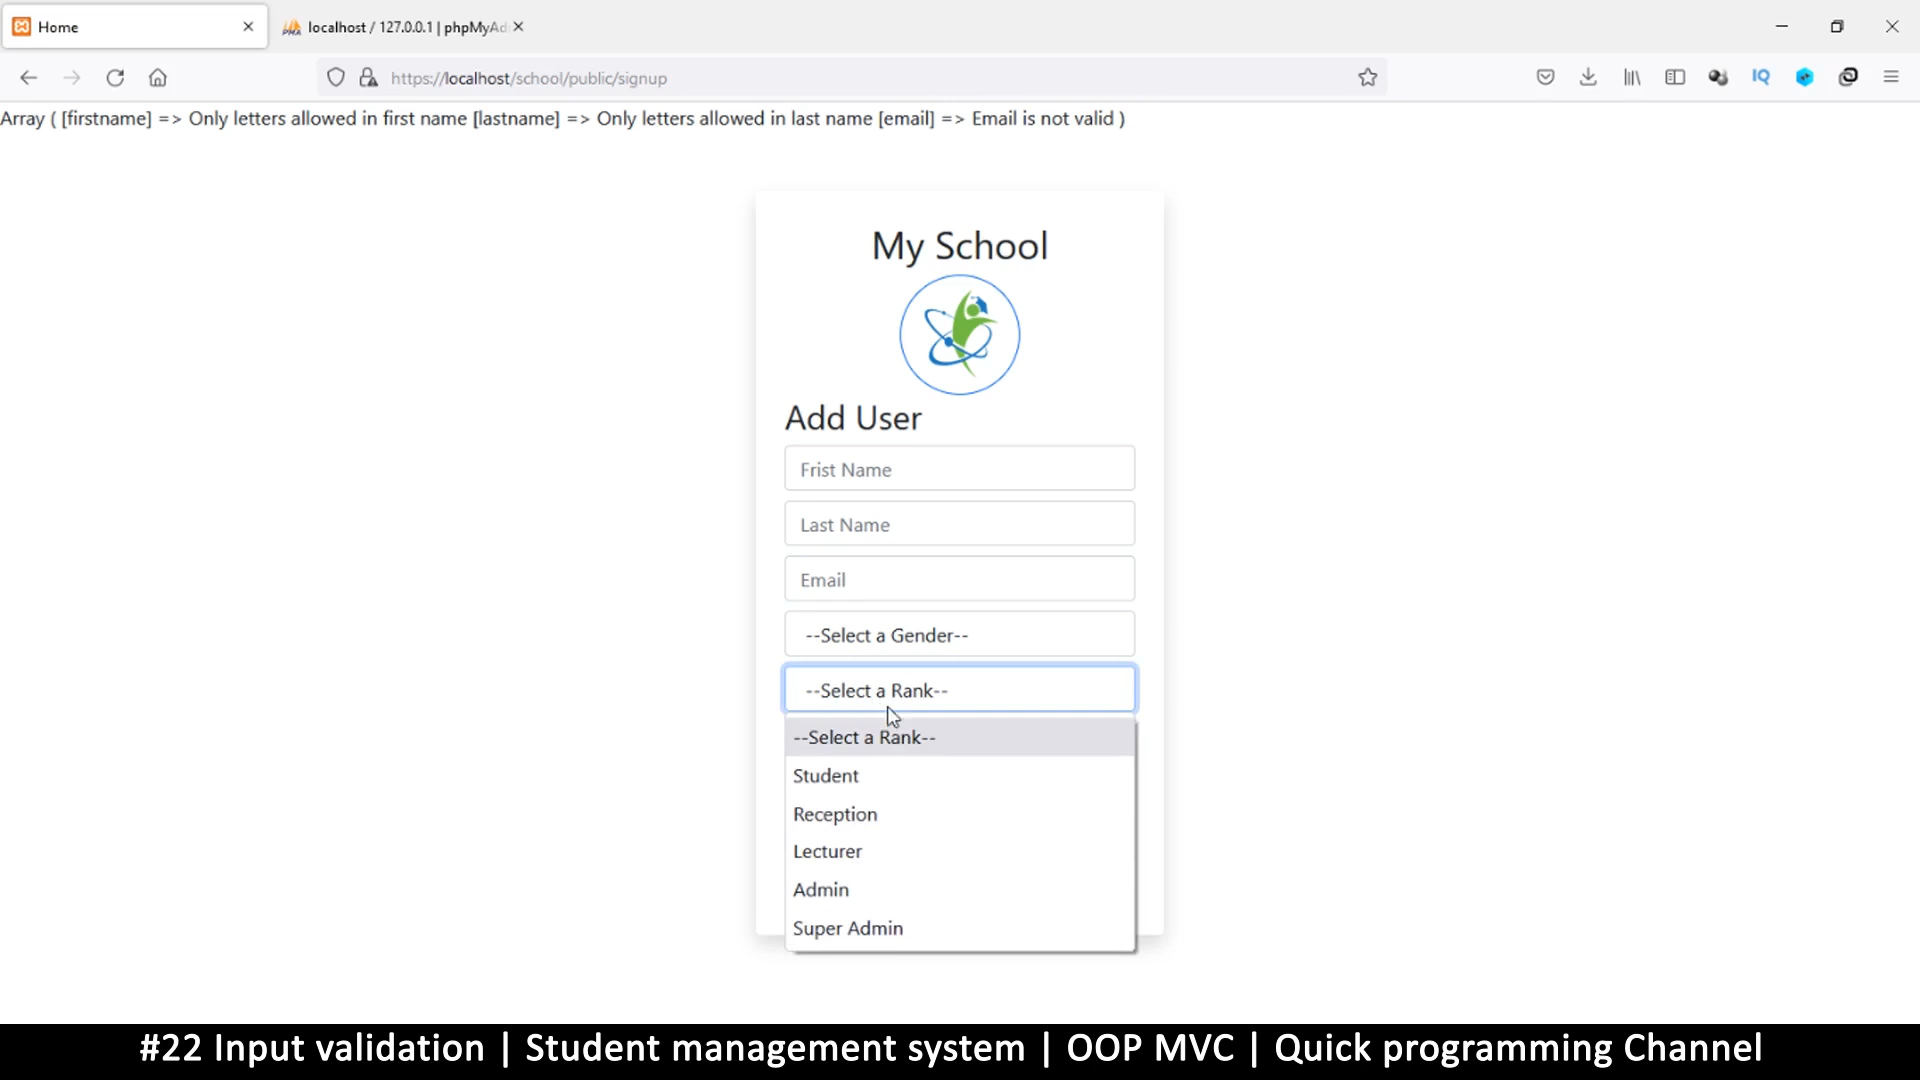 Home
localhost / 127.0.0.1 | phpMyAd
https://localhost/school/public/signup
IQ
Array ( [firstname] => Only letters allowed in first name [lastname] => Only letters allowed in last name [email] => Email is not valid )
My School
Add User
Frist Name
Last Name
Email
--Select a Gender--
--Select a Rank--
--Select a Rank--
Student
Reception
Lecturer
Admin
Super Admin
#22 Input validation | Student management system | OOP MVC | Quick programming Channel